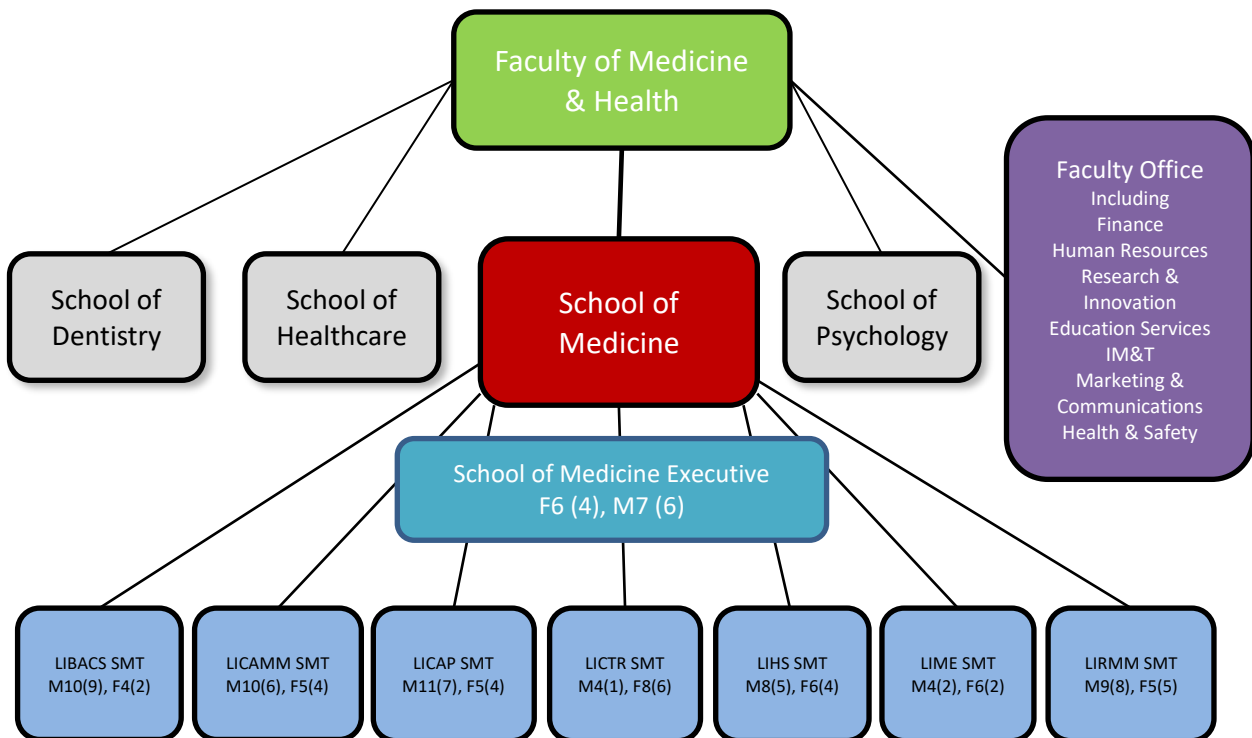 Faculty of Medicine
& Health
Faculty Office
Including
Finance
Human Resources
Research &
Innovation
Education Services
IM&T
Marketing &
Communications
Health & Safety
School of
Dentistry
School of
Healthcare
School of
Medicine
School of
Psychology
School of Medicine Executive
F6 (4), M7 (6)
LIBACS SMT
M10(9), F4(2)
LICAMM SMT
M10(6), F5(4)
LICAP SMT
M11(7), F5(4)
LICTR SMT
M4(1), F8(6)
LIHS SMT
M8(5), F6(4)
LIME SMT
M4(2), F6(2)
LIRMM SMT
M9(8), F5(5)